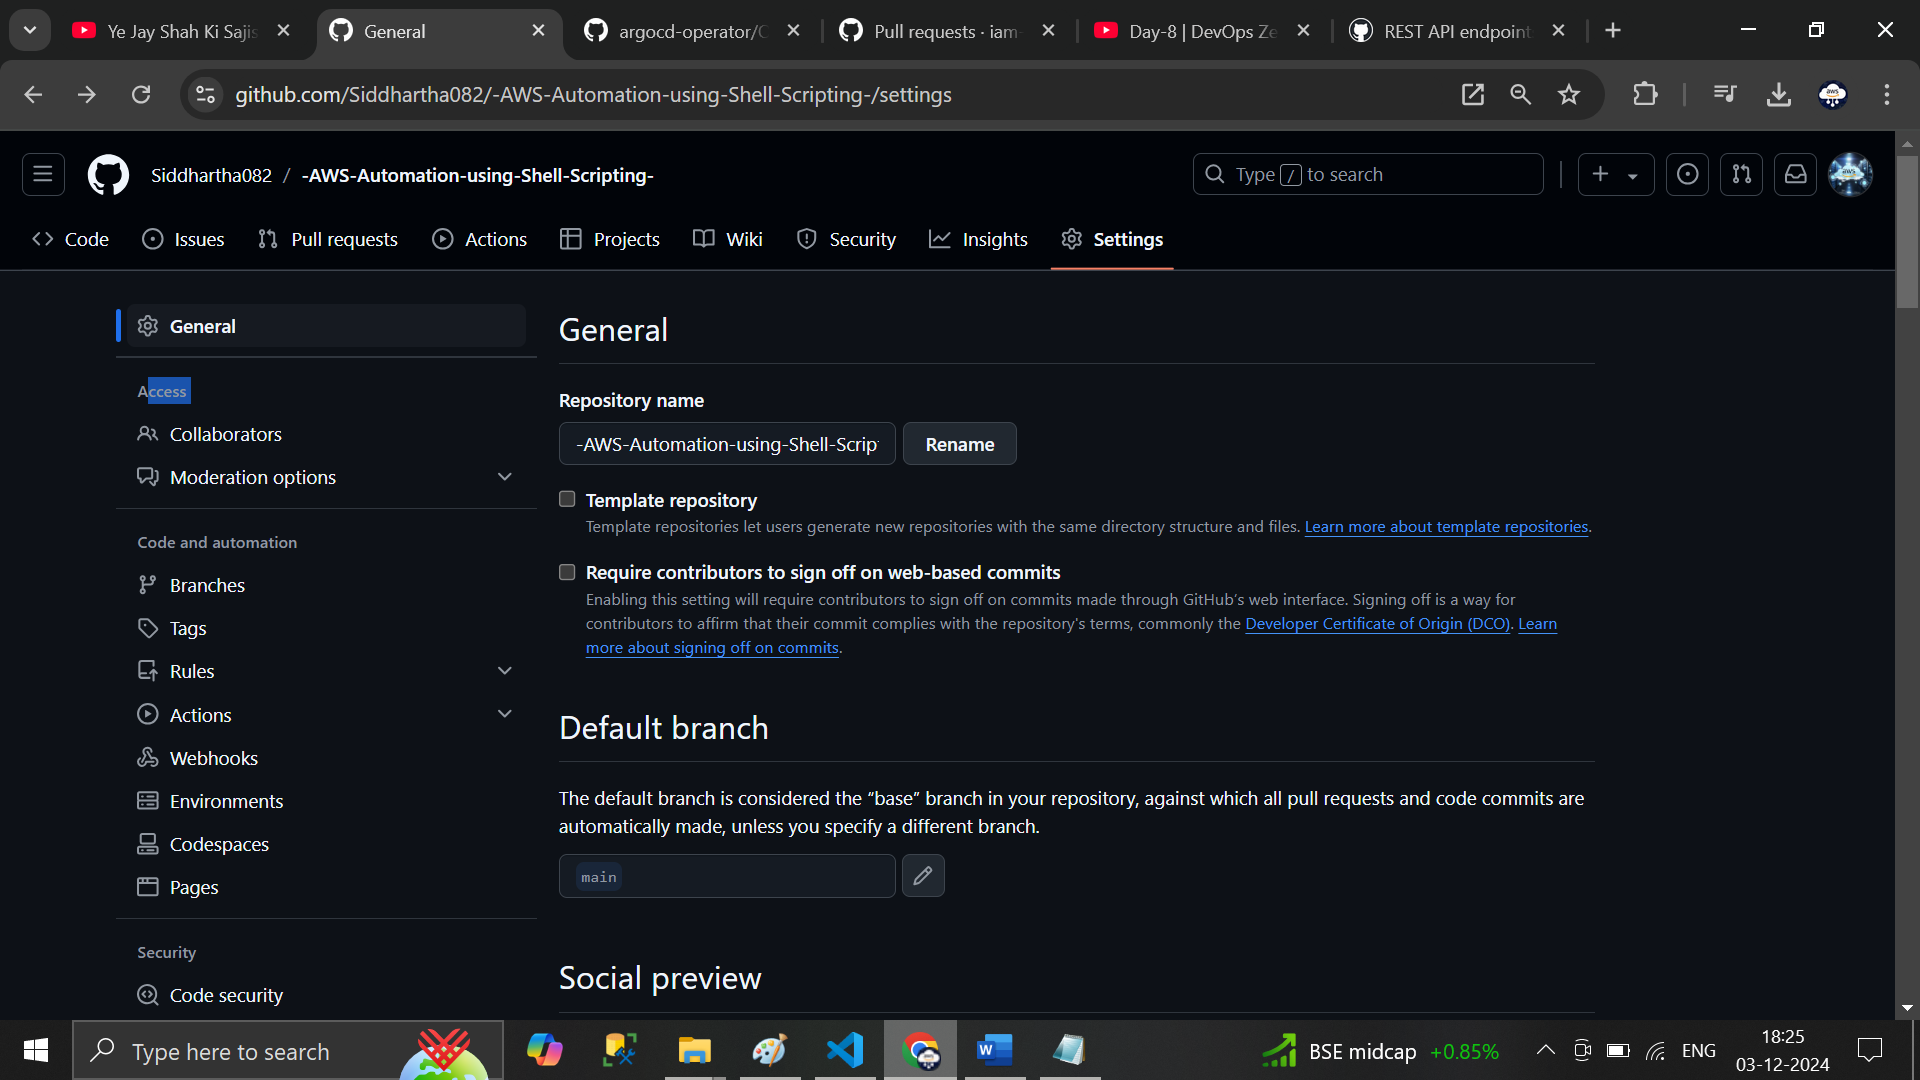 Ye Jay Shah Ki Sajis
General
argocd-operator/C
Pull requests · iam-
Day-8 | DevOps Ze
REST API endpoint
github.com/Siddhartha082/-AWS-Automation-using-Shell-Scripting-/settings
Siddhartha082 / -AWS-Automation-using-Shell-Scripting-
Type / to search
Code
Issues
Pull requests
Actions
Projects
Wiki
Security
Insights
Settings
General
Access
Collaborators
Moderation options
Code and automation
Branches
Tags
Rules
Actions
Webhooks
Environments
Codespaces
Pages
Security
Code security
General
Repository name
-AWS-Automation-using-Shell-Scrip
Rename
Template repository
Template repositories let users generate new repositories with the same directory structure and files. Learn more about template repositories.
Require contributors to sign off on web-based commits
Enabling this setting will require contributors to sign off on commits made through GitHub's web interface. Signing off is a way for
contributors to affirm that their commit complies with the repository's terms, commonly the Developer Certificate of Origin (DCO). Learn
more about signing off on commits.
Default branch
The default branch is considered the “base” branch in your repository, against which all pull requests and code commits are
automatically made, unless you specify a different branch.
main
Social preview
Type here to search
BSE midcap +0.85%
ENG
18:25
03-12-2024